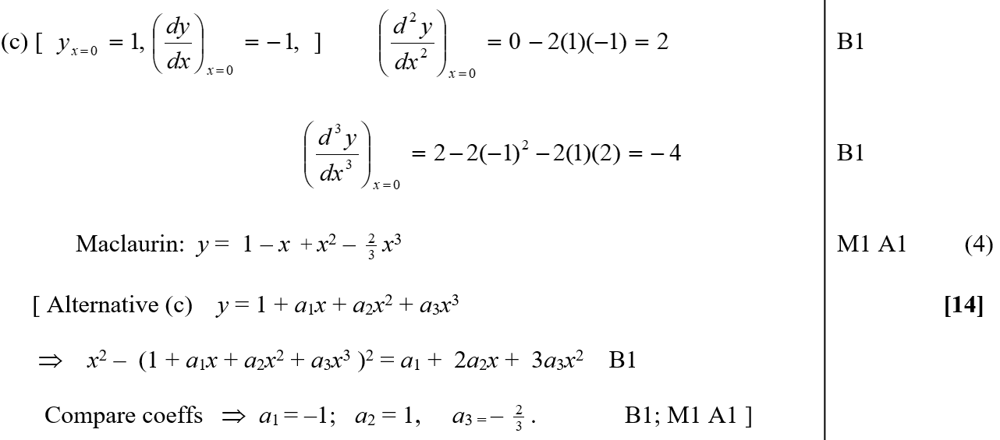 (c) [ y_{x=0} = 1, (dy/dx)_{x=0} = −1, ] (d²y/dx²)_{x=0} = 0 − 2(1)(−1) = 2 B1
(d³y/dx³)_{x=0} = 2 − 2(−1)² − 2(1)(2) = − 4 B1
Maclaurin: y = 1 – x + x² – 2/3 x³ M1 A1 (4)
[ Alternative (c) y = 1 + a₁x + a₂x² + a₃x³ [14]
⇒ x² – (1 + a₁x + a₂x² + a₃x³ )² = a₁ + 2a₂x + 3a₃x² B1
Compare coeffs ⇒ a₁ = –1; a₂ = 1, a₃ = − 2/3 . B1; M1 A1 ]